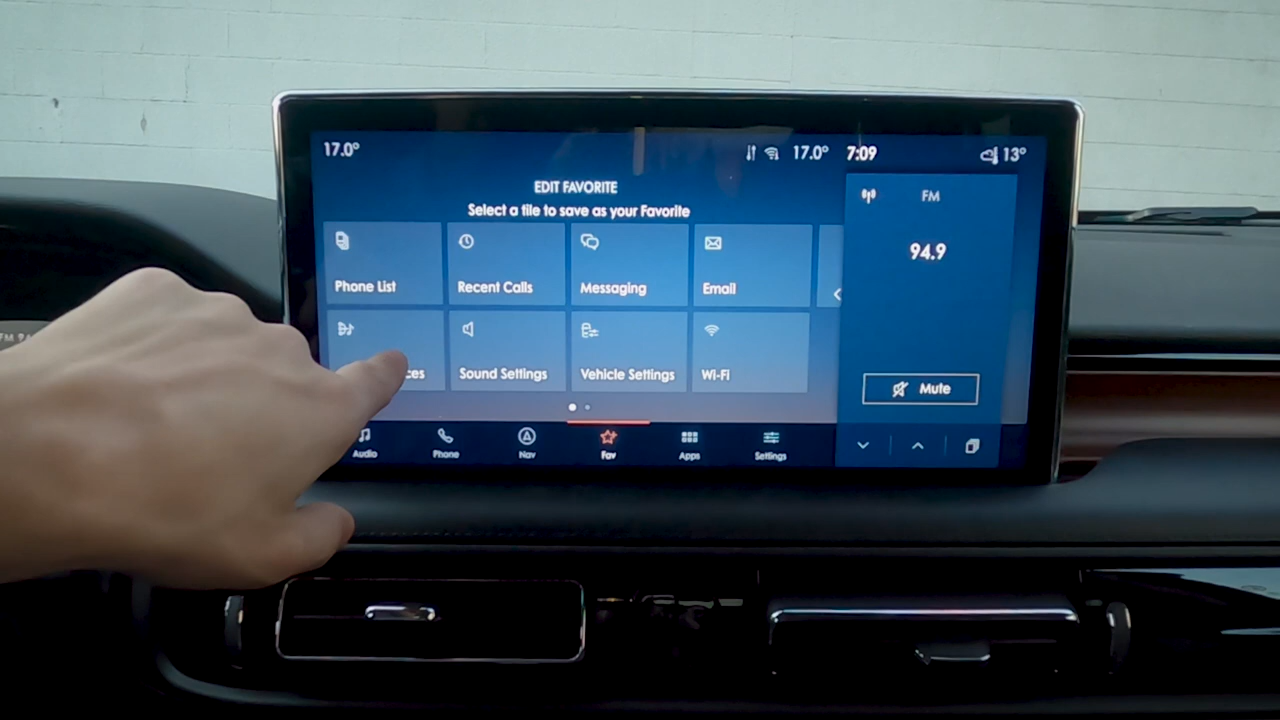 17.0° 17.0° 7:09 13°
EDIT FAVORITE
Select a tile to save as your Favorite
FM
94.9
Phone List Recent Calls Messaging Email
Sound Settings Vehicle Settings Wi-Fi
Mute
Audio Phone Nav Fav Apps Settings